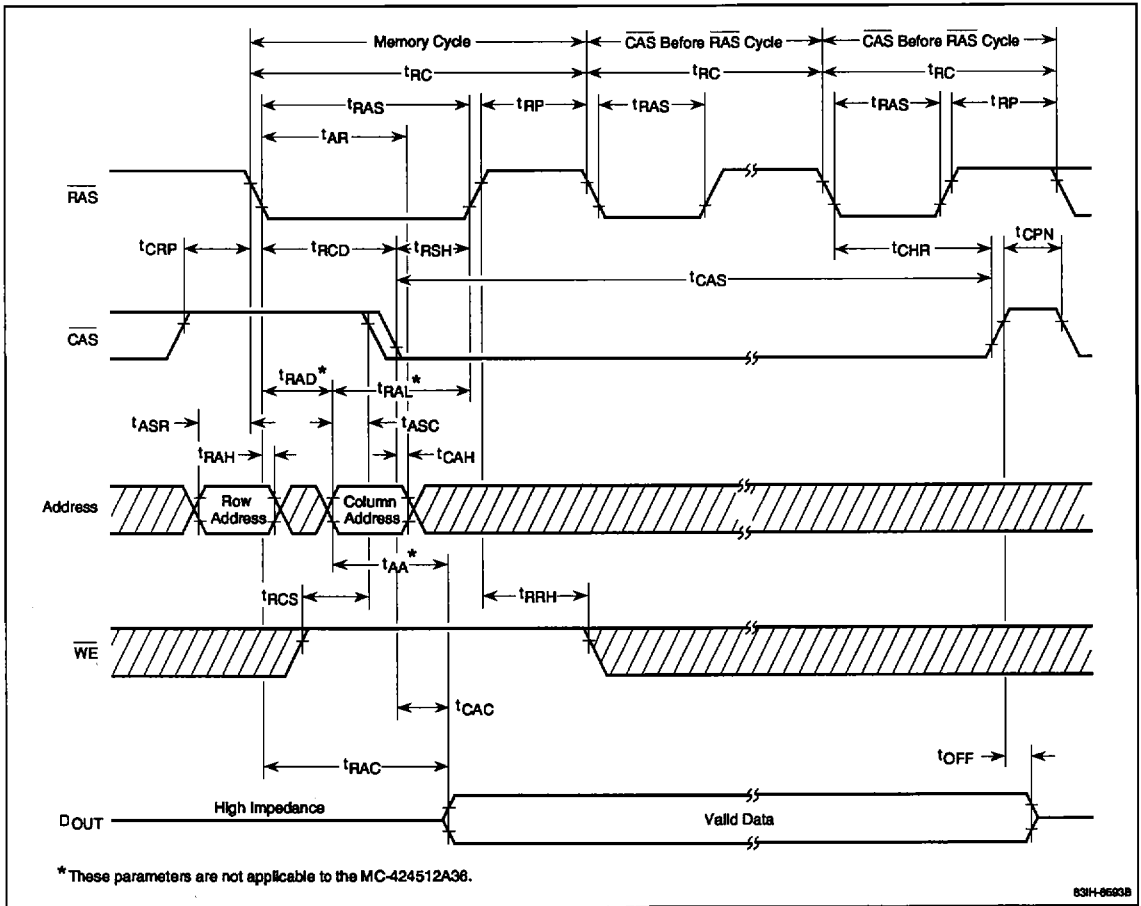 Memory Cycle
CAS Before RAS Cycle
CAS Before RAS Cycle
tRC
tRC
tRC
tRAS
tRP
tRAS
tRAS
tRP
tAR
RAS
tCRP
tRCD
tRSH
tCHR
tCPN
tCAS
CAS
tRAD*
tRAL*
tASR
tASC
tRAH
tCAH
Address
Row Address
Column Address
tAA*
tRCS
tRRH
WE
tCAC
tRAC
tOFF
High Impedance
DOUT
Valid Data
*These parameters are not applicable to the MC-424512A36.
83IH-6593B